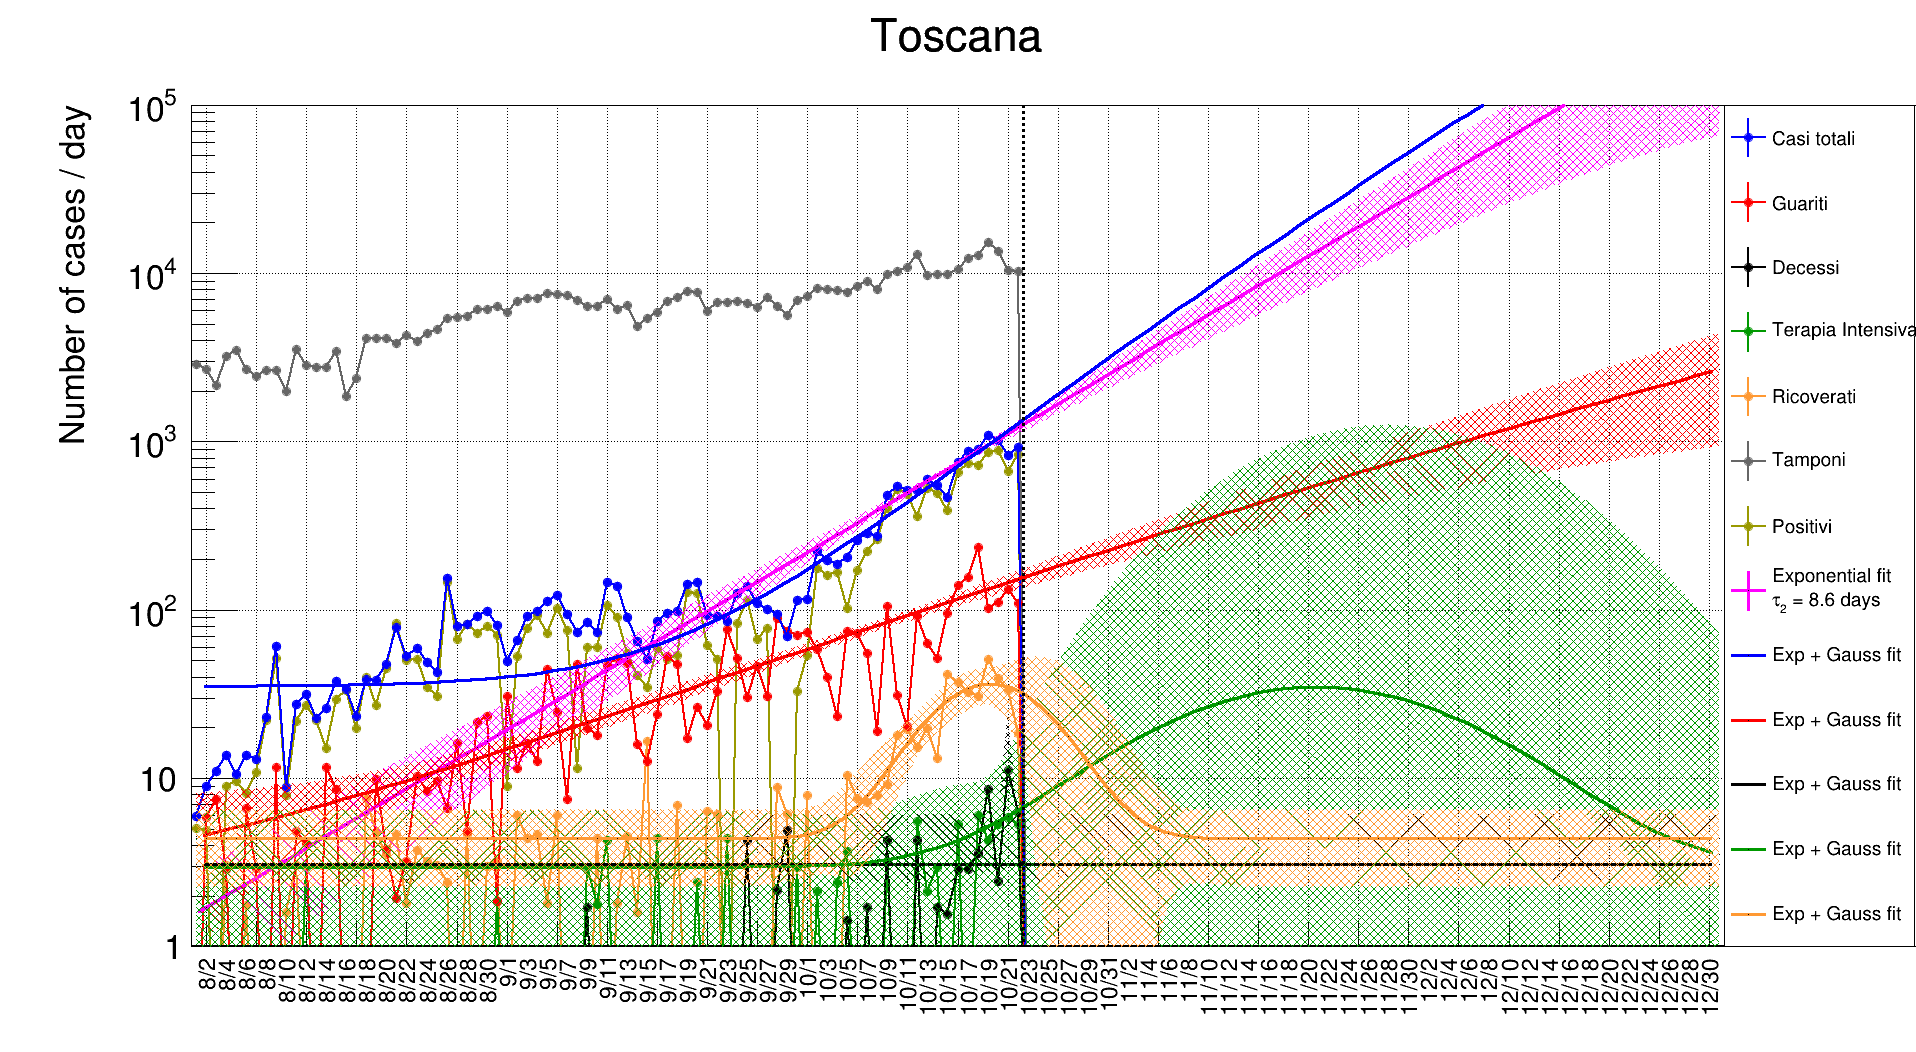 Toscana
Number of cases / day
10^5
10^4
10^3
10^2
10
1
8/2 8/4 8/6 8/8 8/10 8/12 8/14 8/16 8/18 8/20 8/22 8/24 8/26 8/28 8/30 9/1 9/3 9/5 9/7 9/9 9/11 9/13 9/15 9/17 9/19 9/21 9/23 9/25 9/27 9/29 10/1 10/3 10/5 10/7 10/9 10/11 10/13 10/15 10/17 10/19 10/21 10/23 10/25 10/27 10/29 10/31 11/2 11/4 11/6 11/8 11/10 11/12 11/14 11/16 11/18 11/20 11/22 11/24 11/26 11/28 11/30 12/2 12/4 12/6 12/8 12/10 12/12 12/14 12/16 12/18 12/20 12/22 12/24 12/26 12/28 12/30
Casi totali
Guariti
Decessi
Terapia Intensiva
Ricoverati
Tamponi
Positivi
Exponential fit
τ₂ = 8.6 days
Exp + Gauss fit
Exp + Gauss fit
Exp + Gauss fit
Exp + Gauss fit
Exp + Gauss fit